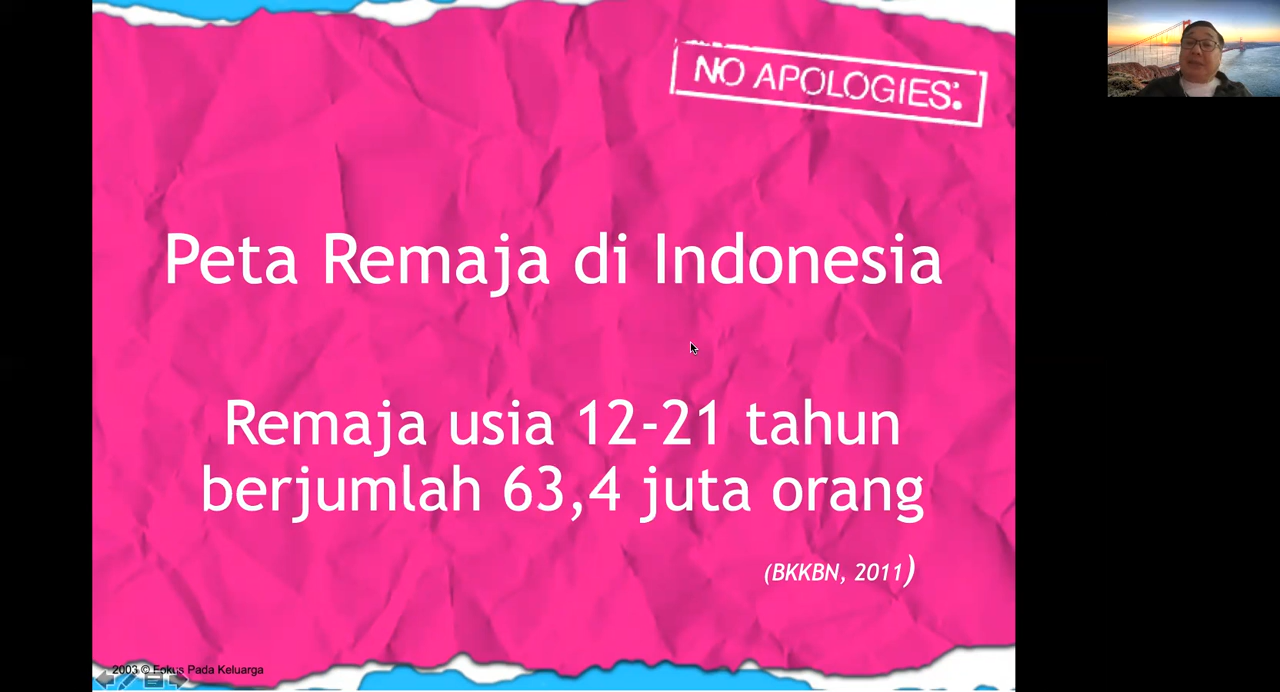 NO APOLOGIES:
Peta Remaja di Indonesia
Remaja usia 12-21 tahun
berjumlah 63,4 juta orang
(BKKBN, 2011)
2003 © Fokus Pada Keluarga